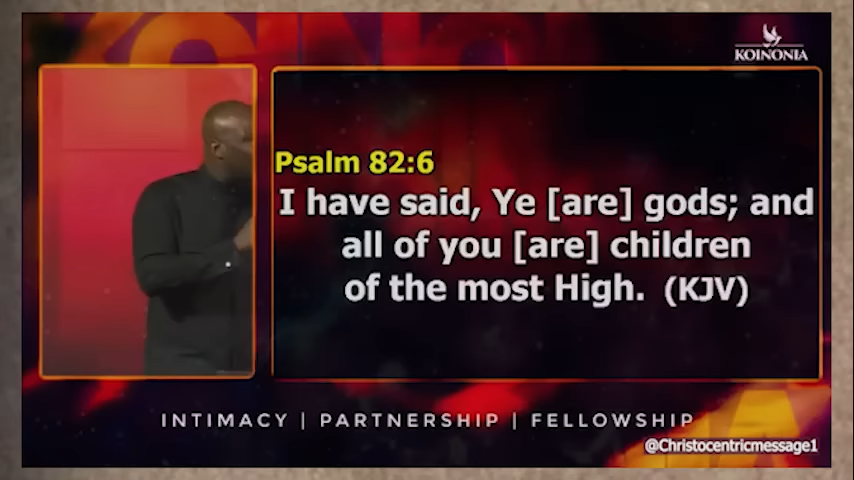 KOINONIA
Psalm 82:6
I have said, Ye [are] gods; and
all of you [are] children
of the most High. (KJV)
INTIMACY | PARTNERSHIP | FELLOWSHIP
@Christocentricmessage1